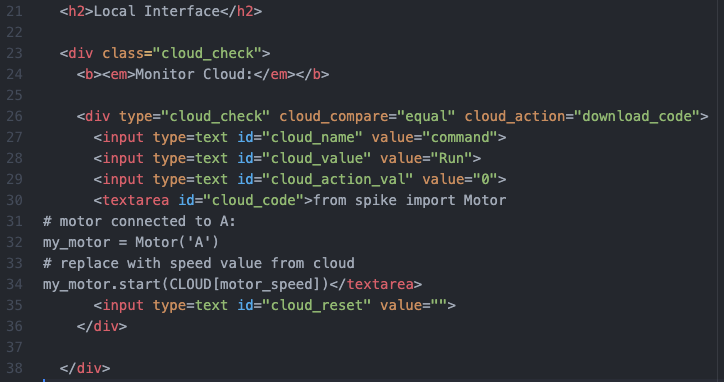 21 <h2>Local Interface</h2>
22
23 <div class="cloud_check">
24 <b><em>Monitor Cloud:</em></b>
25
26 <div type="cloud_check" cloud_compare="equal" cloud_action="download_code">
27 <input type=text id="cloud_name" value="command">
28 <input type=text id="cloud_value" value="Run">
29 <input type=text id="cloud_action_val" value="0">
30 <textarea id="cloud_code">from spike import Motor
31 # motor connected to A:
32 my_motor = Motor('A')
33 # replace with speed value from cloud
34 my_motor.start(CLOUD[motor_speed])</textarea>
35 <input type=text id="cloud_reset" value="">
36 </div>
37
38 </div>